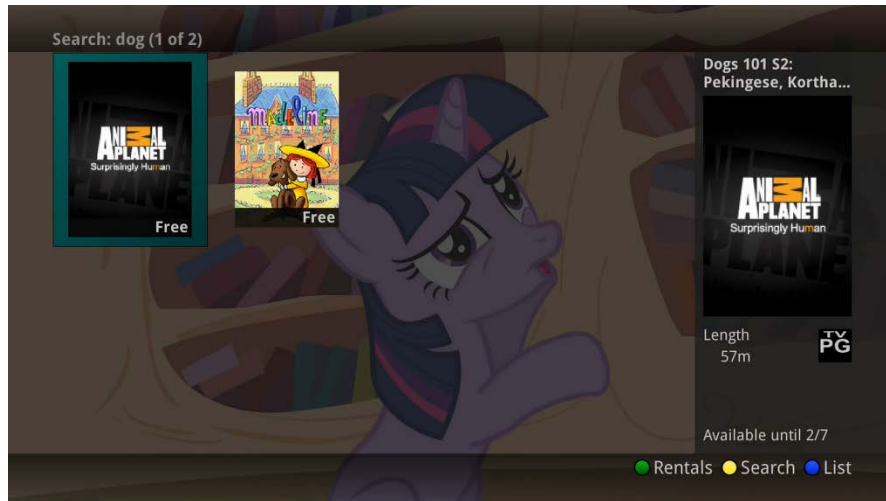 Search: dog (1 of 2)
ANIMAL
PLANET
Surprisingly Human
Free
madeline
Free
Dogs 101 S2:
Pekingese, Kortha...
ANIMAL
PLANET
Surprisingly Human
Length
57m
TV
PG
Available until 2/7
Rentals Search List